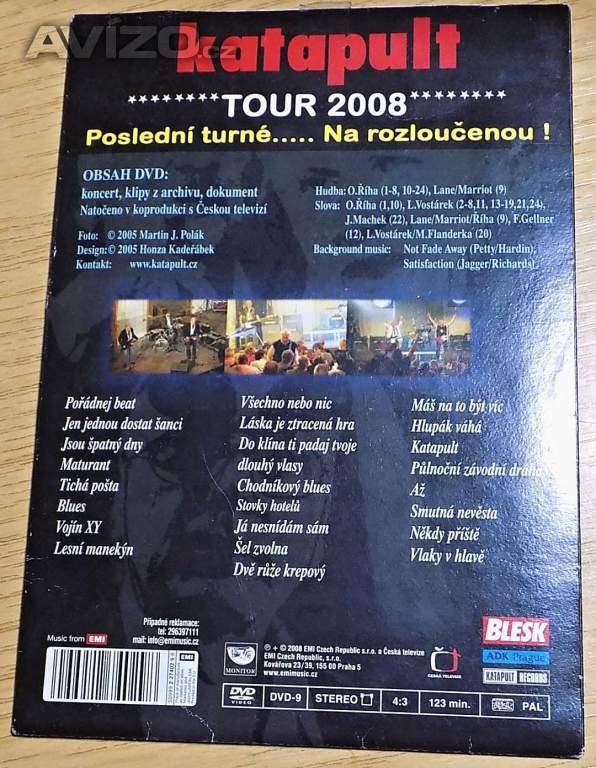 Avízo.cz
katapult
********TOUR 2008********
Poslední turné..... Na rozloučenou !
OBSAH DVD:
koncert, klipy z archivu, dokument
Natočeno v koprodukci s Českou televizí
Foto: © 2005 Martin J. Polák
Design:© 2005 Honza Kadeřábek
Kontakt: www.katapult.cz
Hudba: O.Říha (1-8, 10-24), Lane/Marriot (9)
Slova: O.Říha (1,10), L.Vostárek (2-8,11, 13-19,21,24),
J.Machek (22), Lane/Marriot/Říha (9), F.Gellner
(12), L.Vostárek/M.Flanderka (20)
Background music: Not Fade Away (Petty/Hardin),
Satisfaction (Jagger/Richards).
Pořádnej beat
Jen jednou dostat šanci
Jsou špatný dny
Maturant
Tichá pošta
Blues
Vojín XY
Lesní manekýn
Všechno nebo nic
Láska je ztracená hra
Do klína ti padaj tvoje
dlouhý vlasy
Chodníkový blues
Stovky hotelů
Já nesnídám sám
Šel zvolna
Dvě růže krepový
Máš na to být víc
Hlupák váhá
Katapult
Půlnoční závodní dráha
Až
Smutná nevěsta
Někdy příště
Vlaky v hlavě
Případné reklamace:
tel: 296397111
mail: info@emimusic.cz
Music from EMI
EMI
MONITOR
℗ + © 2008 EMI Czech Republic s.r.o. a Česká televize
EMI Czech Republic, s.r.o.
Kovářova 23/39, 155 00 Praha 5
www.emimusic.cz
ČESKÁ TELEVIZE
BLESK
ADK Prague
KATAPULT RECORDS
DVD VIDEO
DVD-9
STEREO
4:3
123 min.
PAL